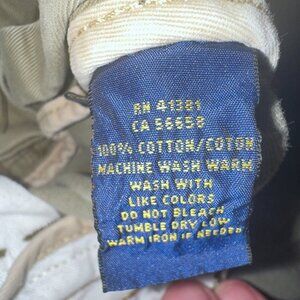 RN 41381
CA 56658
100% COTTON/COTON
MACHINE WASH WARM
WASH WITH
LIKE COLORS
DO NOT BLEACH
TUMBLE DRY LOW
WARM IRON IF NEEDED